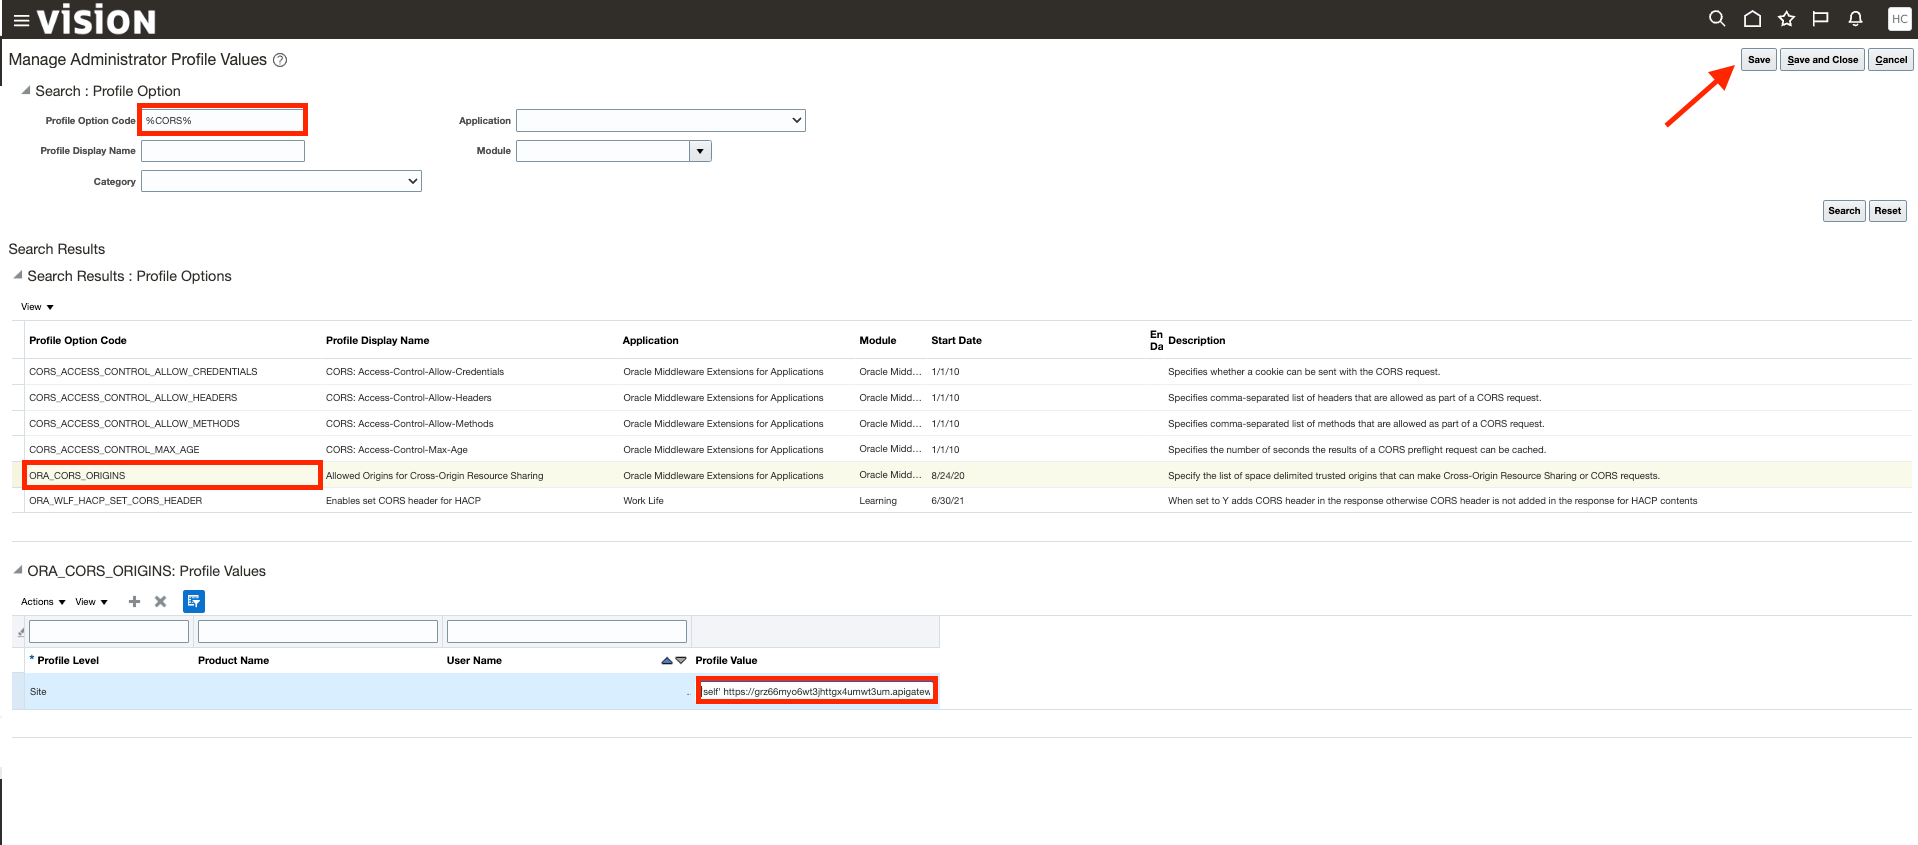 VISION
HC
Manage Administrator Profile Values ?
Save Save and Close Cancel
Search : Profile Option
Profile Option Code %CORS% Application
Profile Display Name Module
Category
Search Reset
Search Results
Search Results : Profile Options
View
Profile Option Code Profile Display Name Application Module Start Date En Da Description
CORS_ACCESS_CONTROL_ALLOW_CREDENTIALS CORS: Access-Control-Allow-Credentials Oracle Middleware Extensions for Applications Oracle Midd... 1/1/10 Specifies whether a cookie can be sent with the CORS request.
CORS_ACCESS_CONTROL_ALLOW_HEADERS CORS: Access-Control-Allow-Headers Oracle Middleware Extensions for Applications Oracle Midd... 1/1/10 Specifies comma-separated list of headers that are allowed as part of a CORS request.
CORS_ACCESS_CONTROL_ALLOW_METHODS CORS: Access-Control-Allow-Methods Oracle Middleware Extensions for Applications Oracle Midd... 1/1/10 Specifies comma-separated list of methods that are allowed as part of a CORS request.
CORS_ACCESS_CONTROL_MAX_AGE CORS: Access-Control-Max-Age Oracle Middleware Extensions for Applications Oracle Midd... 1/1/10 Specifies the number of seconds the results of a CORS preflight request can be cached.
ORA_CORS_ORIGINS Allowed Origins for Cross-Origin Resource Sharing Oracle Middleware Extensions for Applications Oracle Midd... 8/24/20 Specify the list of space delimited trusted origins that can make Cross-Origin Resource Sharing or CORS requests.
ORA_WLF_HACP_SET_CORS_HEADER Enables set CORS header for HACP Work Life Learning 6/30/21 When set to Y adds CORS header in the response otherwise CORS header is not added in the response for HACP contents
ORA_CORS_ORIGINS: Profile Values
Actions View
* Profile Level Product Name User Name Profile Value
Site .. self' https://grz66myo6wt3jhttgx4umwt3um.apigatew